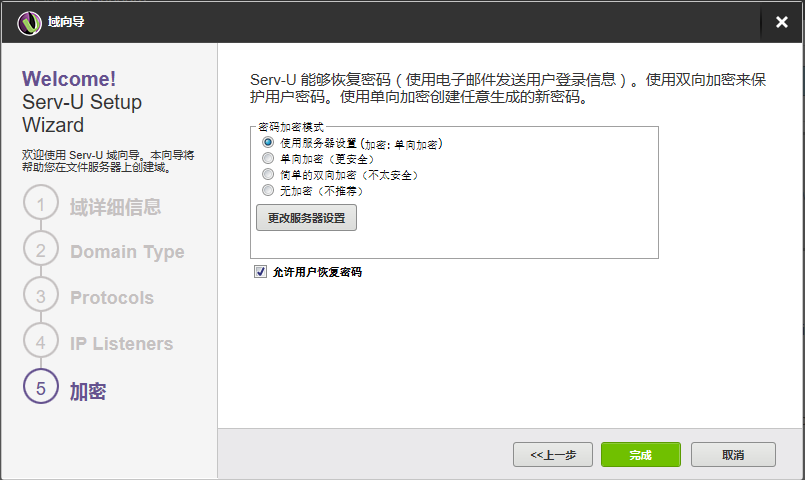 域向导
Welcome!
Serv-U Setup
Wizard
欢迎使用 Serv-U 域向导。本向导将
帮助您在文件服务器上创建域。
1 域详细信息
2 Domain Type
3 Protocols
4 IP Listeners
5 加密
Serv-U 能够恢复密码（使用电子邮件发送用户登录信息）。使用双向加密来保
护用户密码。使用单向加密创建任意生成的新密码。
密码加密模式
使用服务器设置 (加密: 单向加密)
单向加密（更安全）
简单的双向加密（不太安全）
无加密（不推荐）
更改服务器设置
允许用户恢复密码
<<上一步 完成 取消